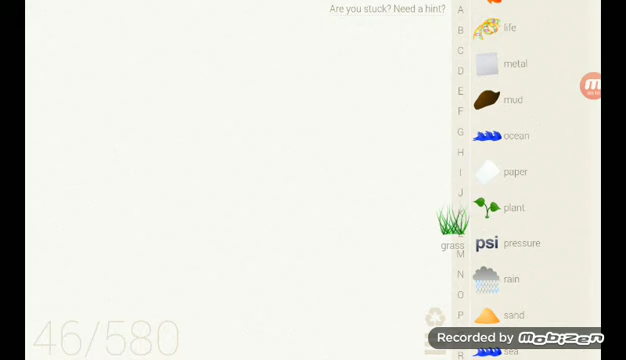 Are you stuck? Need a hint?
A
B
C
D
E
F
G
H
I
J
M
N
O
P
R
life
metal
mud
ocean
paper
plant
psi pressure
rain
sand
sea
grass
46/580
Recorded by
mobizen